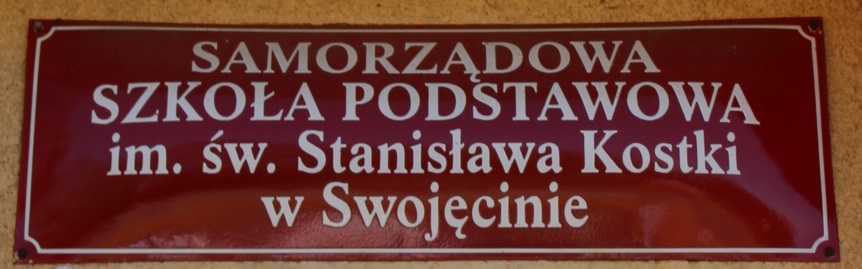 SAMORZĄDOWA
SZKOŁA PODSTAWOWA
im. św. Stanisława Kostki
w Swojęcinie